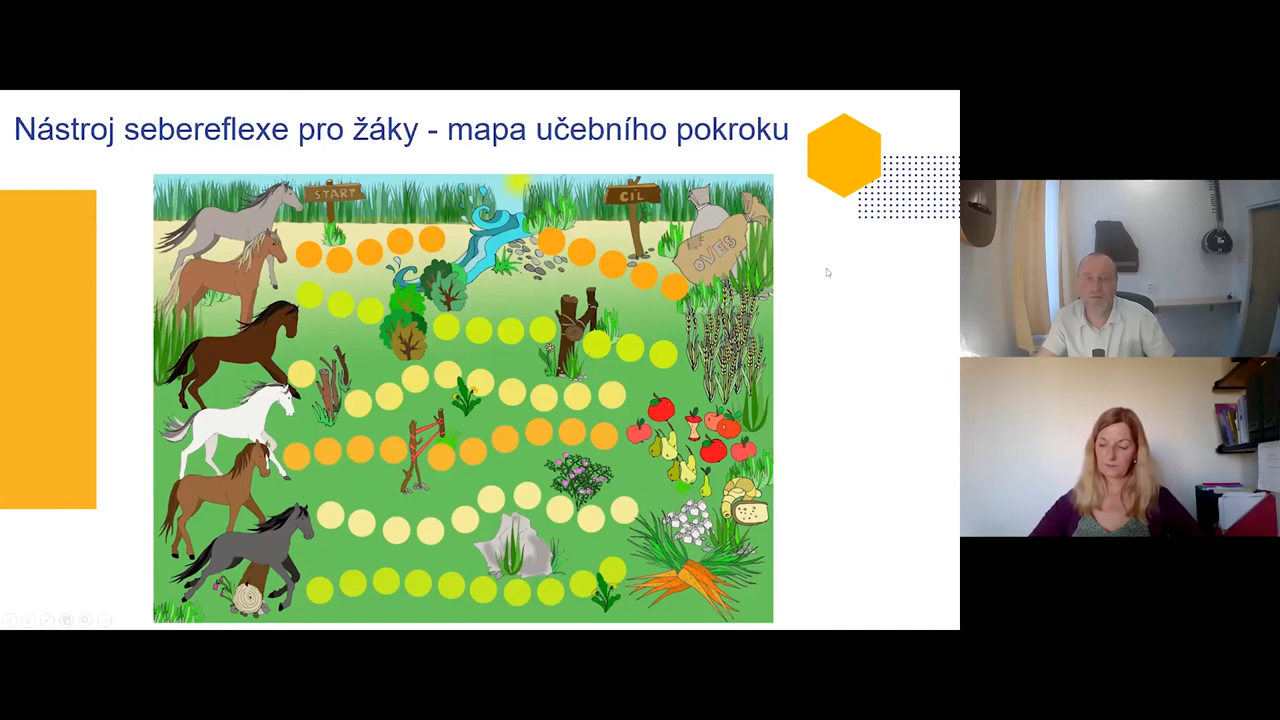 Nástroj sebereflexe pro žáky - mapa učebního pokroku
START
CÍL
OVES